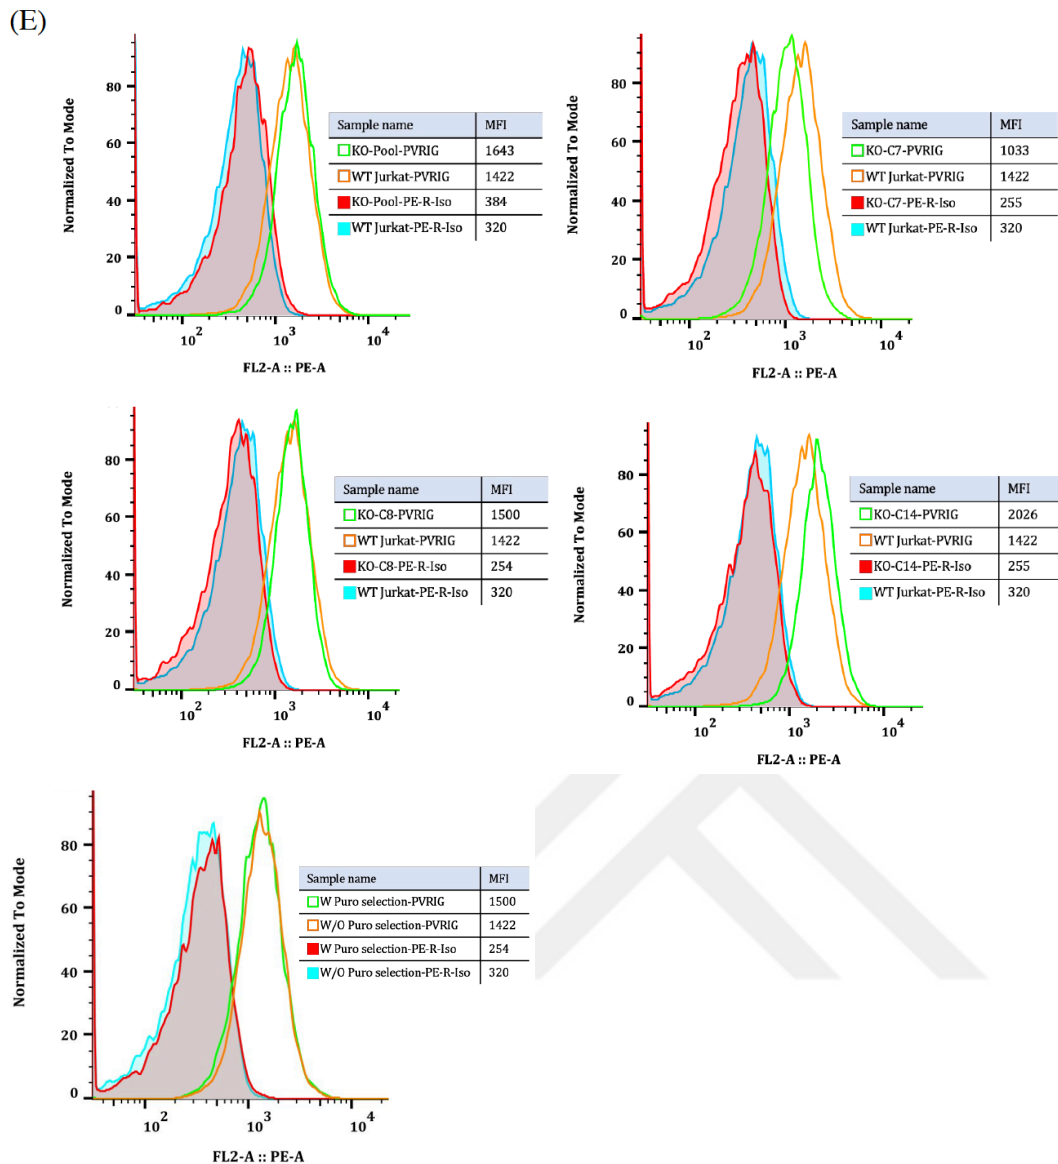 (E)
Normalized To Mode
80
60
40
20
0
10^2
10^3
10^4
FL2-A :: PE-A
Sample name MFI
KO-Pool-PVRIG 1643
WT Jurkat-PVRIG 1422
KO-Pool-PE-R-Iso 384
WT Jurkat-PE-R-Iso 320
Normalized To Mode
80
60
40
20
0
10^2
10^3
10^4
FL2-A :: PE-A
Sample name MFI
KO-C7-PVRIG 1033
WT Jurkat-PVRIG 1422
KO-C7-PE-R-Iso 255
WT Jurkat-PE-R-Iso 320
Normalized To Mode
80
60
40
20
0
10^2
10^3
10^4
FL2-A :: PE-A
Sample name MFI
KO-C8-PVRIG 1500
WT Jurkat-PVRIG 1422
KO-C8-PE-R-Iso 254
WT Jurkat-PE-R-Iso 320
Normalized To Mode
80
60
40
20
0
10^2
10^3
10^4
FL2-A :: PE-A
Sample name MFI
KO-C14-PVRIG 2026
WT Jurkat-PVRIG 1422
KO-C14-PE-R-Iso 255
WT Jurkat-PE-R-Iso 320
Normalized To Mode
80
60
40
20
0
10^2
10^3
10^4
FL2-A :: PE-A
Sample name MFI
W Puro selection-PVRIG 1500
W/O Puro selection-PVRIG 1422
W Puro selection-PE-R-Iso 254
W/O Puro selection-PE-R-Iso 320